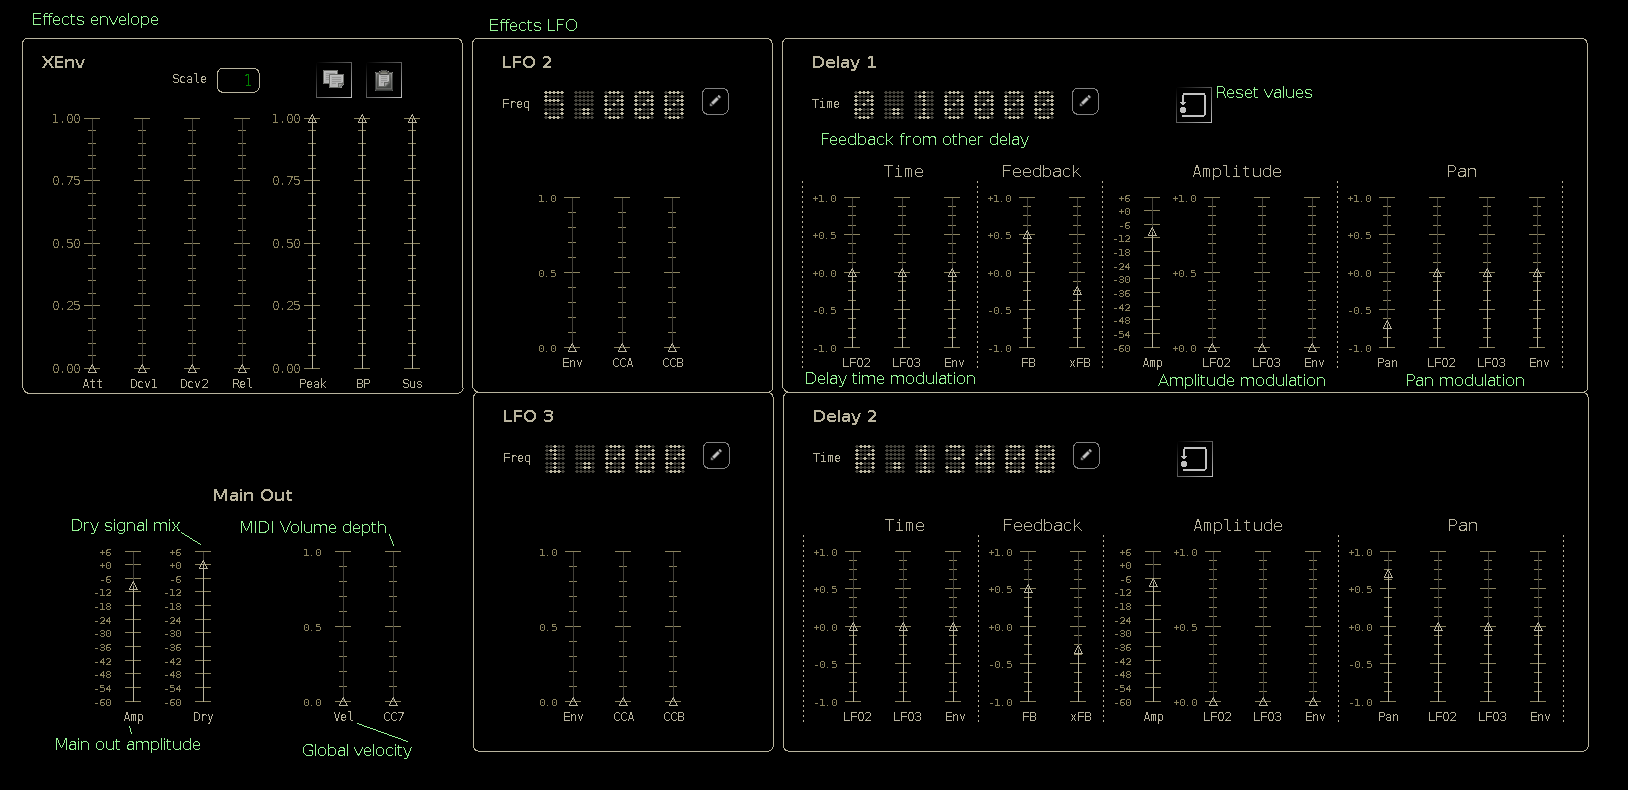 Effects envelope
Effects LFO
XEnv
Scale 1
1.00 1.00
0.75 0.75
0.50 0.50
0.25 0.25
0.00 0.00
Att Dcv1 Dcv2 Rel Peak BP Sus
LFO 2
Freq 5.000
1.0
0.5
0.0
Env CCA CCB
Delay 1
Time 0.10000
Reset values
Feedback from other delay
Time Feedback Amplitude Pan
+1.0 +1.0 +6 +1.0 +1.0
+0
+0.5 +0.5 -6 +0.5
-12
-18
+0.0 +0.0 -24 +0.5 +0.0
-30
-36
-0.5 -0.5 -42 -0.5
-48
-54
-1.0 -1.0 -60 +0.0 -1.0
LFO2 LFO3 Env FB xFB Amp LFO2 LFO3 Env Pan LFO2 LFO3 Env
Delay time modulation Amplitude modulation Pan modulation
LFO 3
Freq 1.000
1.0
0.5
0.0
Env CCA CCB
Delay 2
Time 0.12400
Time Feedback Amplitude Pan
+1.0 +1.0 +6 +1.0 +1.0
+0
+0.5 +0.5 -6 +0.5
-12
-18
+0.0 +0.0 -24 +0.5 +0.0
-30
-36
-0.5 -0.5 -42 -0.5
-48
-54
-1.0 -1.0 -60 +0.0 -1.0
LFO2 LFO3 Env FB xFB Amp LFO2 LFO3 Env Pan LFO2 LFO3 Env
Main Out
Dry signal mix MIDI Volume depth
+6 +6 1.0
+0 +0
-6 -6
-12 -12
-18 -18
-24 -24 0.5
-30 -30
-36 -36
-42 -42
-48 -48
-54 -54
-60 -60 0.0
Amp Dry Vel CC7
Main out amplitude Global velocity